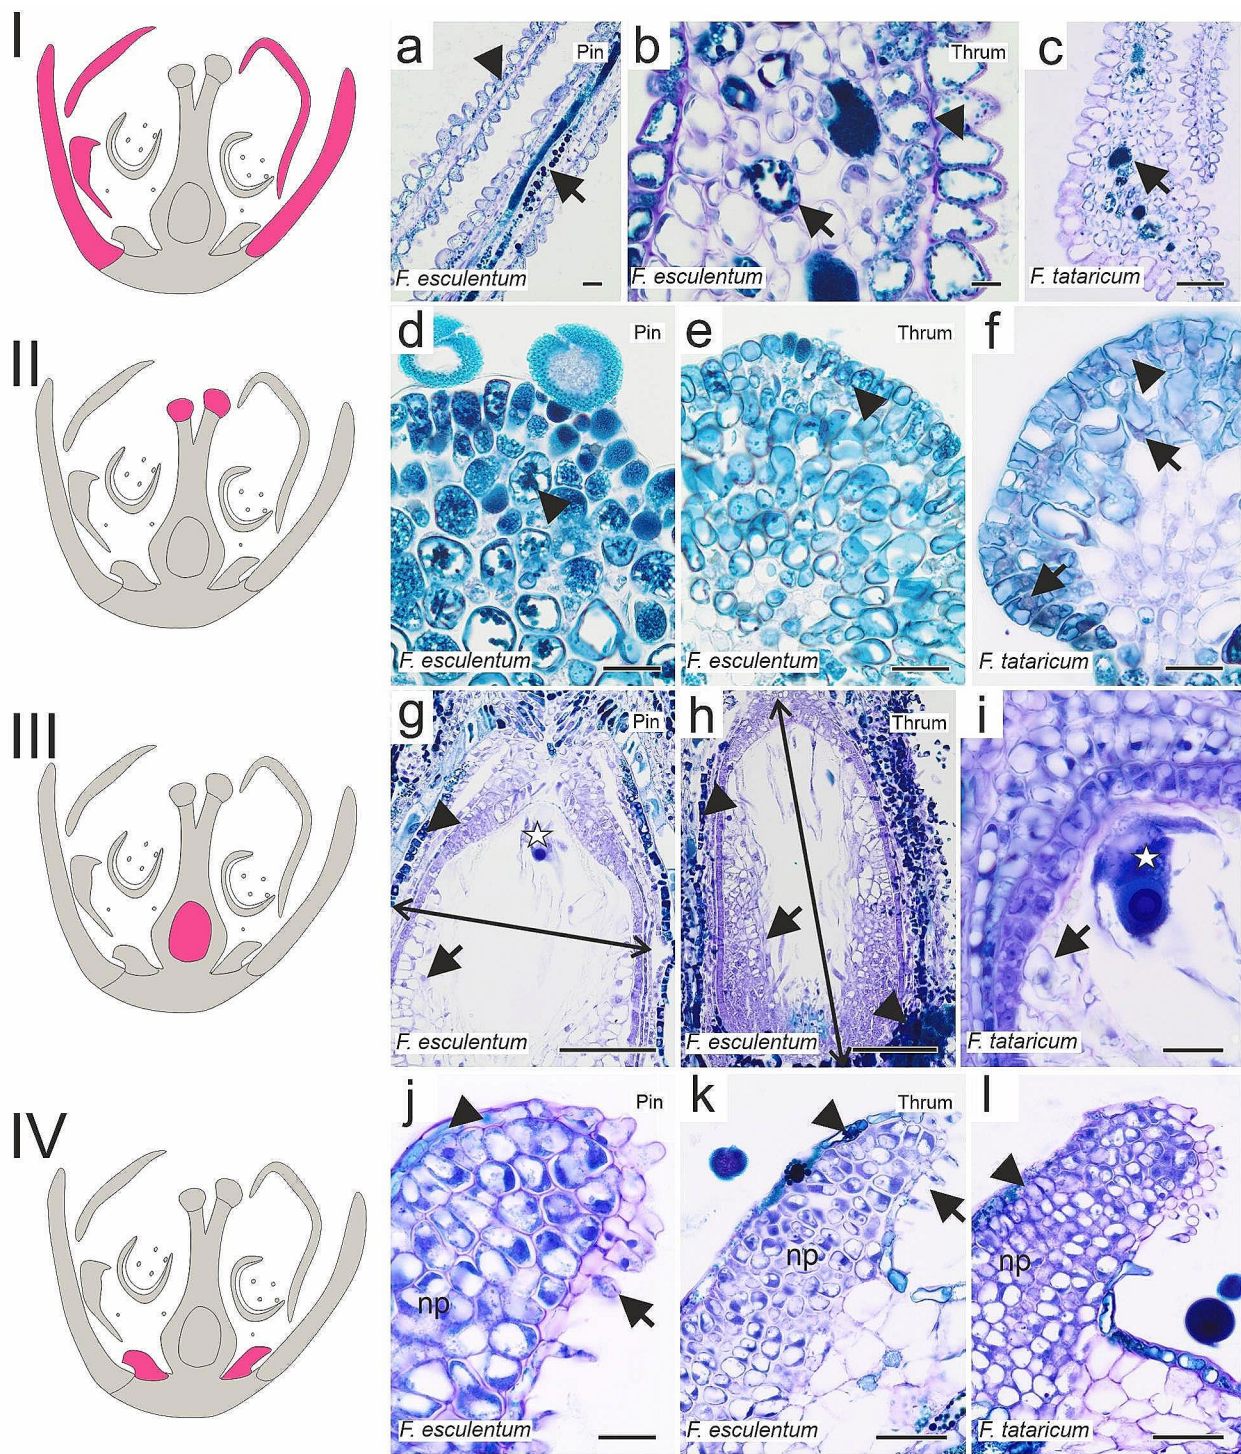 I
a
Pin
F. esculentum
b
Thrum
F. esculentum
c
F. tataricum
II
d
Pin
F. esculentum
e
Thrum
F. esculentum
f
F. tataricum
III
g
Pin
F. esculentum
h
Thrum
F. esculentum
i
F. tataricum
IV
j
Pin
np
F. esculentum
k
Thrum
np
F. esculentum
l
np
F. tataricum